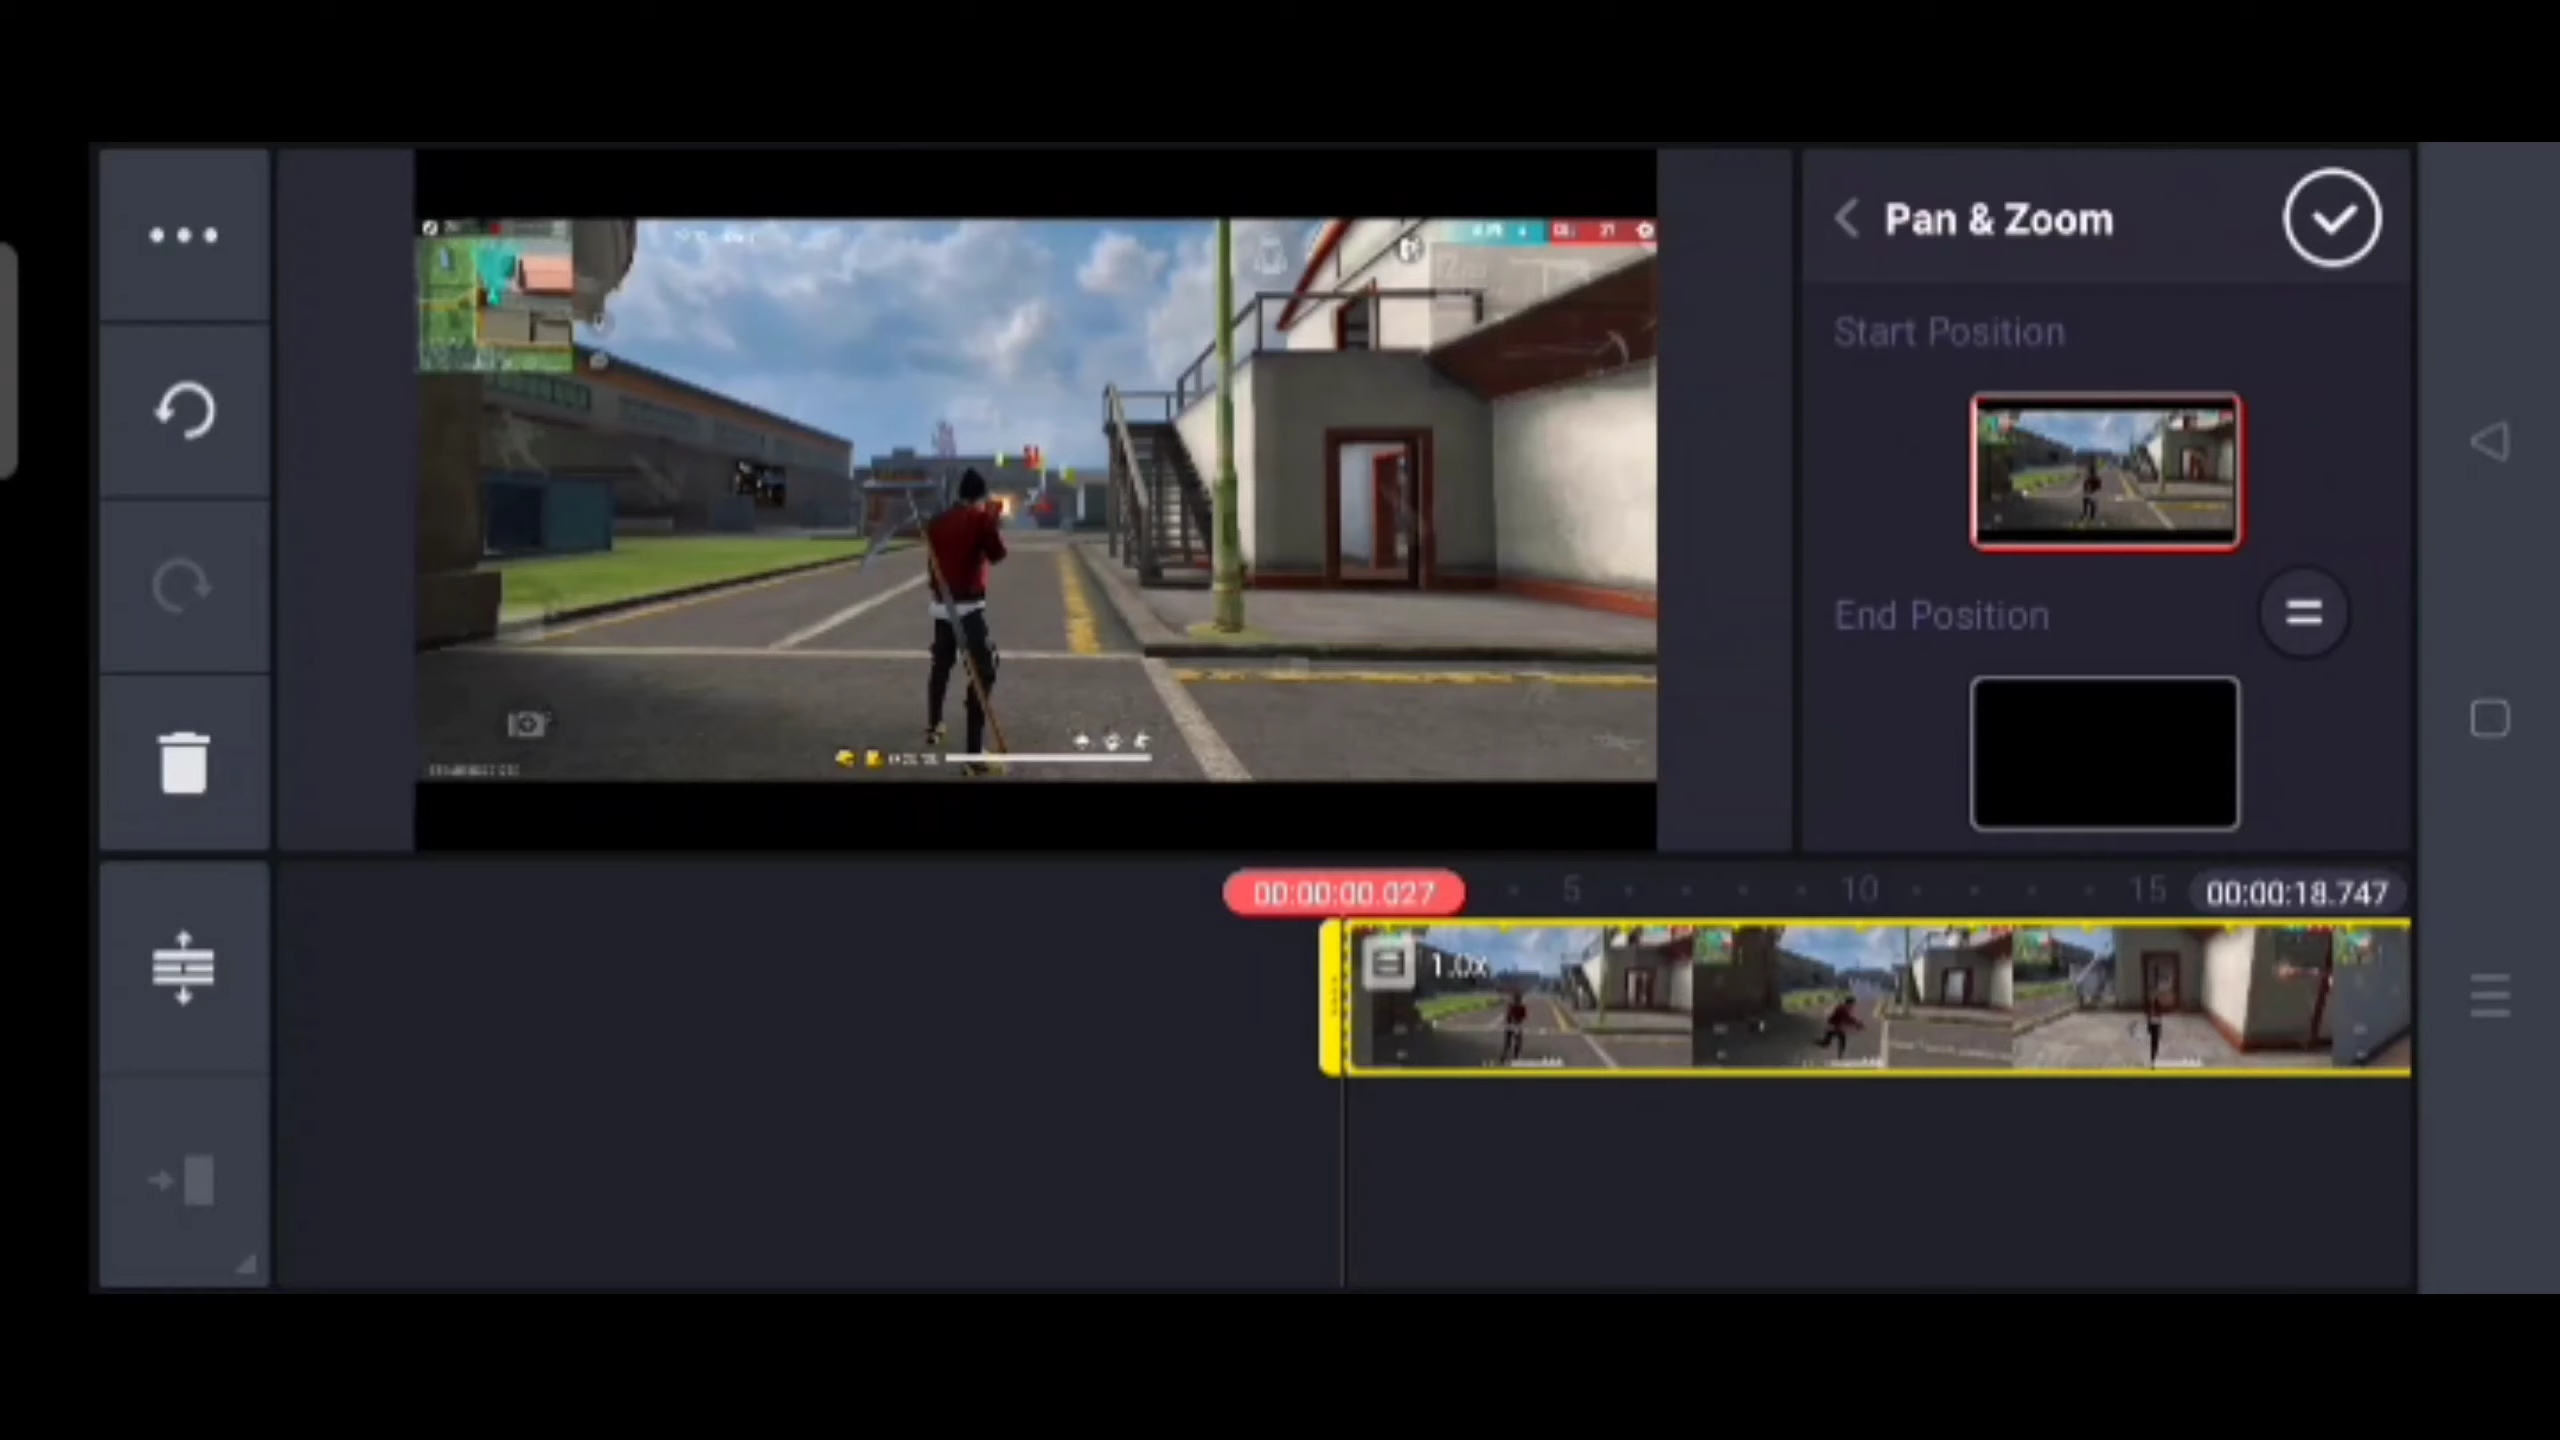 Pan & Zoom
Start Position
End Position
00:00:00.027
5
10
15
00:00:18.747
1.0x